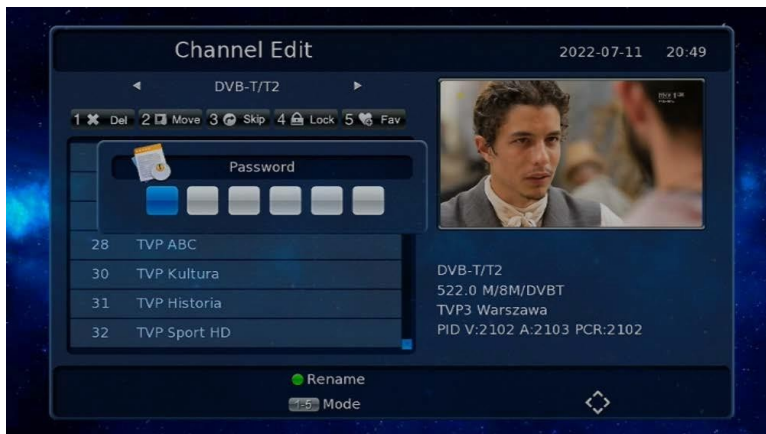 Channel Edit
2022-07-11 20:49
DVB-T/T2
1 Del 2 Move 3 Skip 4 Lock 5 Fav
Password
28 TVP ABC
30 TVP Kultura
31 TVP Historia
32 TVP Sport HD
DVB-T/T2
522.0 M/8M/DVBT
TVP3 Warszawa
PID V:2102 A:2103 PCR:2102
Rename
1-5 Mode